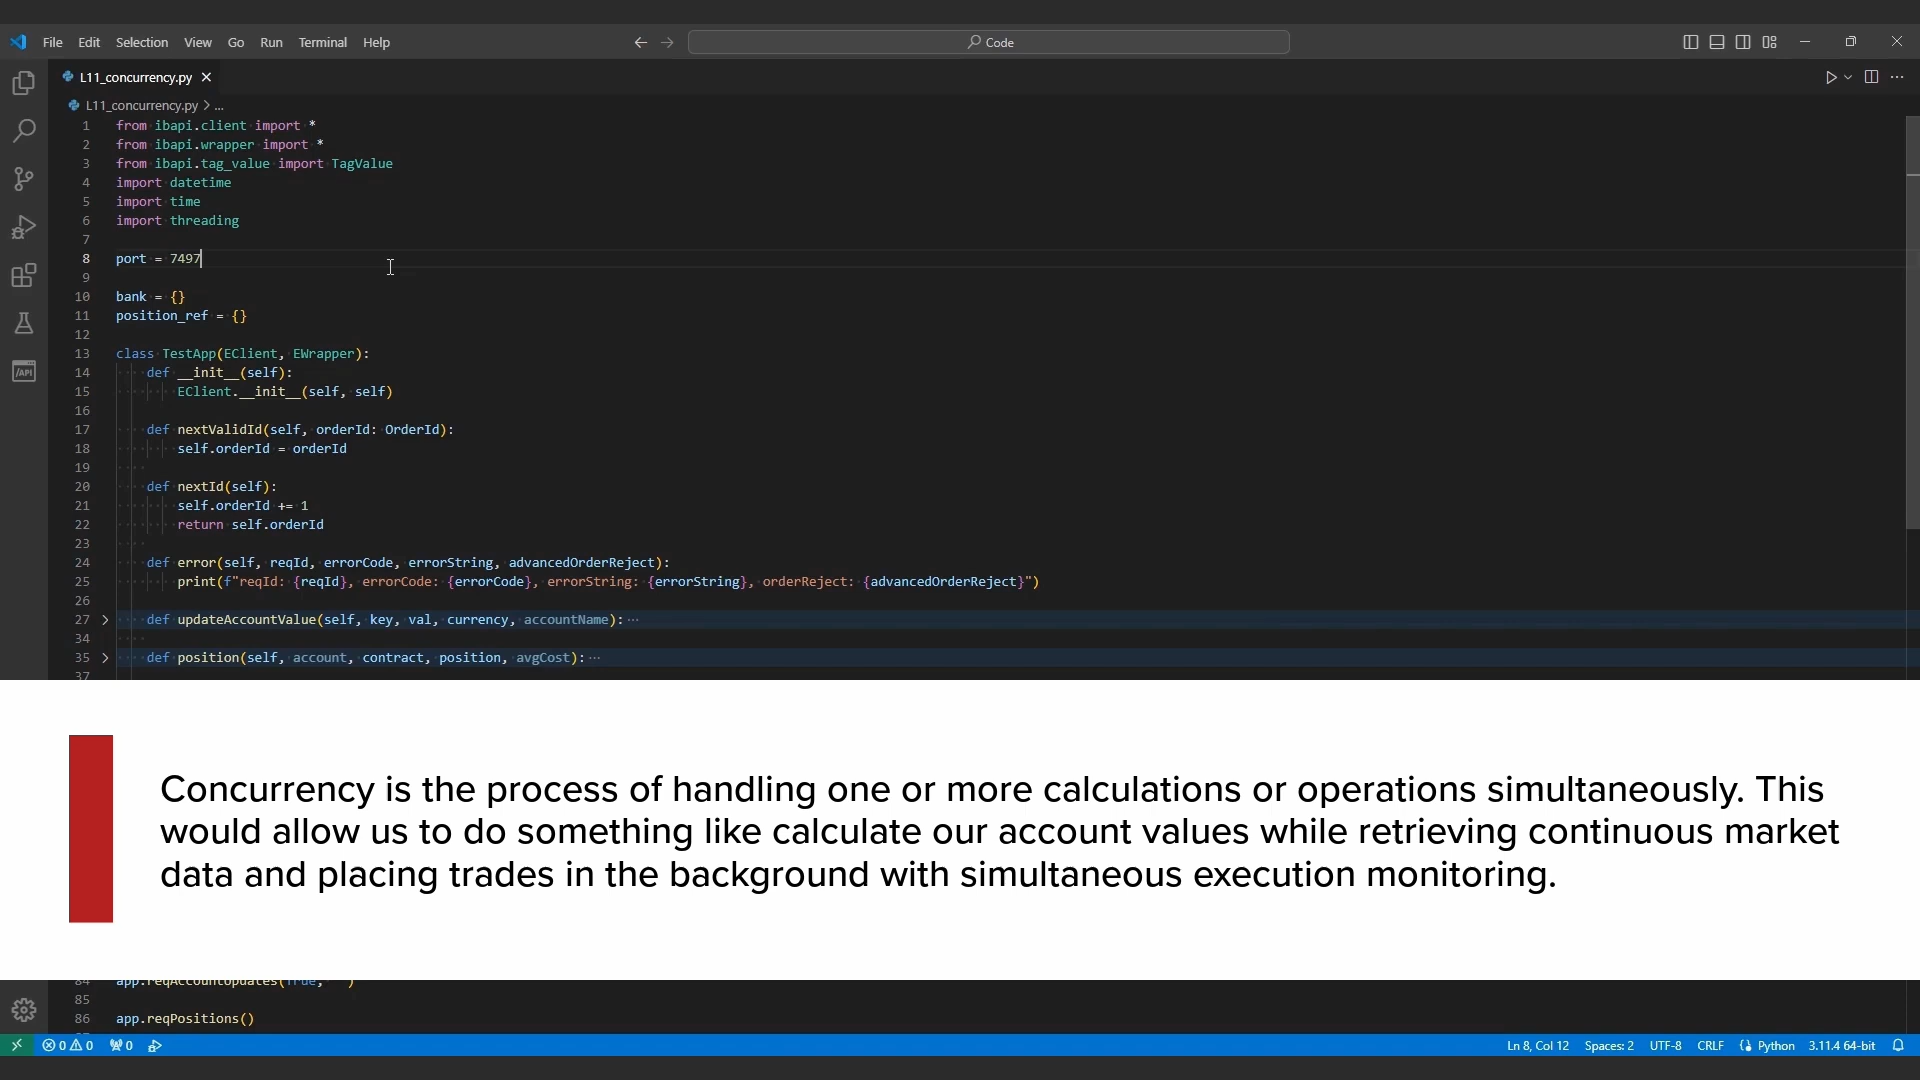 File Edit Selection View Go Run Terminal Help
Code
L11_concurrency.py
L11_concurrency.py > ...
1 from ibapi.client import *
2 from ibapi.wrapper import *
3 from ibapi.tag_value import TagValue
4 import datetime
5 import time
6 import threading
7
8 port = 7497
9
10 bank = {}
11 position_ref = {}
12
13 class TestApp(EClient, EWrapper):
14 def __init__(self):
15 EClient.__init__(self, self)
16
17 def nextValidId(self, orderId: OrderId):
18 self.orderId = orderId
19
20 def nextId(self):
21 self.orderId += 1
22 return self.orderId
23
24 def error(self, reqId, errorCode, errorString, advancedOrderReject):
25 print(f"reqId: {reqId}, errorCode: {errorCode}, errorString: {errorString}, orderReject: {advancedOrderReject}")
26
27 def updateAccountValue(self, key, val, currency, accountName): ...
34
35 def position(self, account, contract, position, avgCost): ...
37
Concurrency is the process of handling one or more calculations or operations simultaneously. This
would allow us to do something like calculate our account values while retrieving continuous market
data and placing trades in the background with simultaneous execution monitoring.
84 app.reqAccountUpdates(True,
85
86 app.reqPositions()
0 0 0 Ln 8, Col 12 Spaces: 2 UTF-8 CRLF Python 3.11.4 64-bit